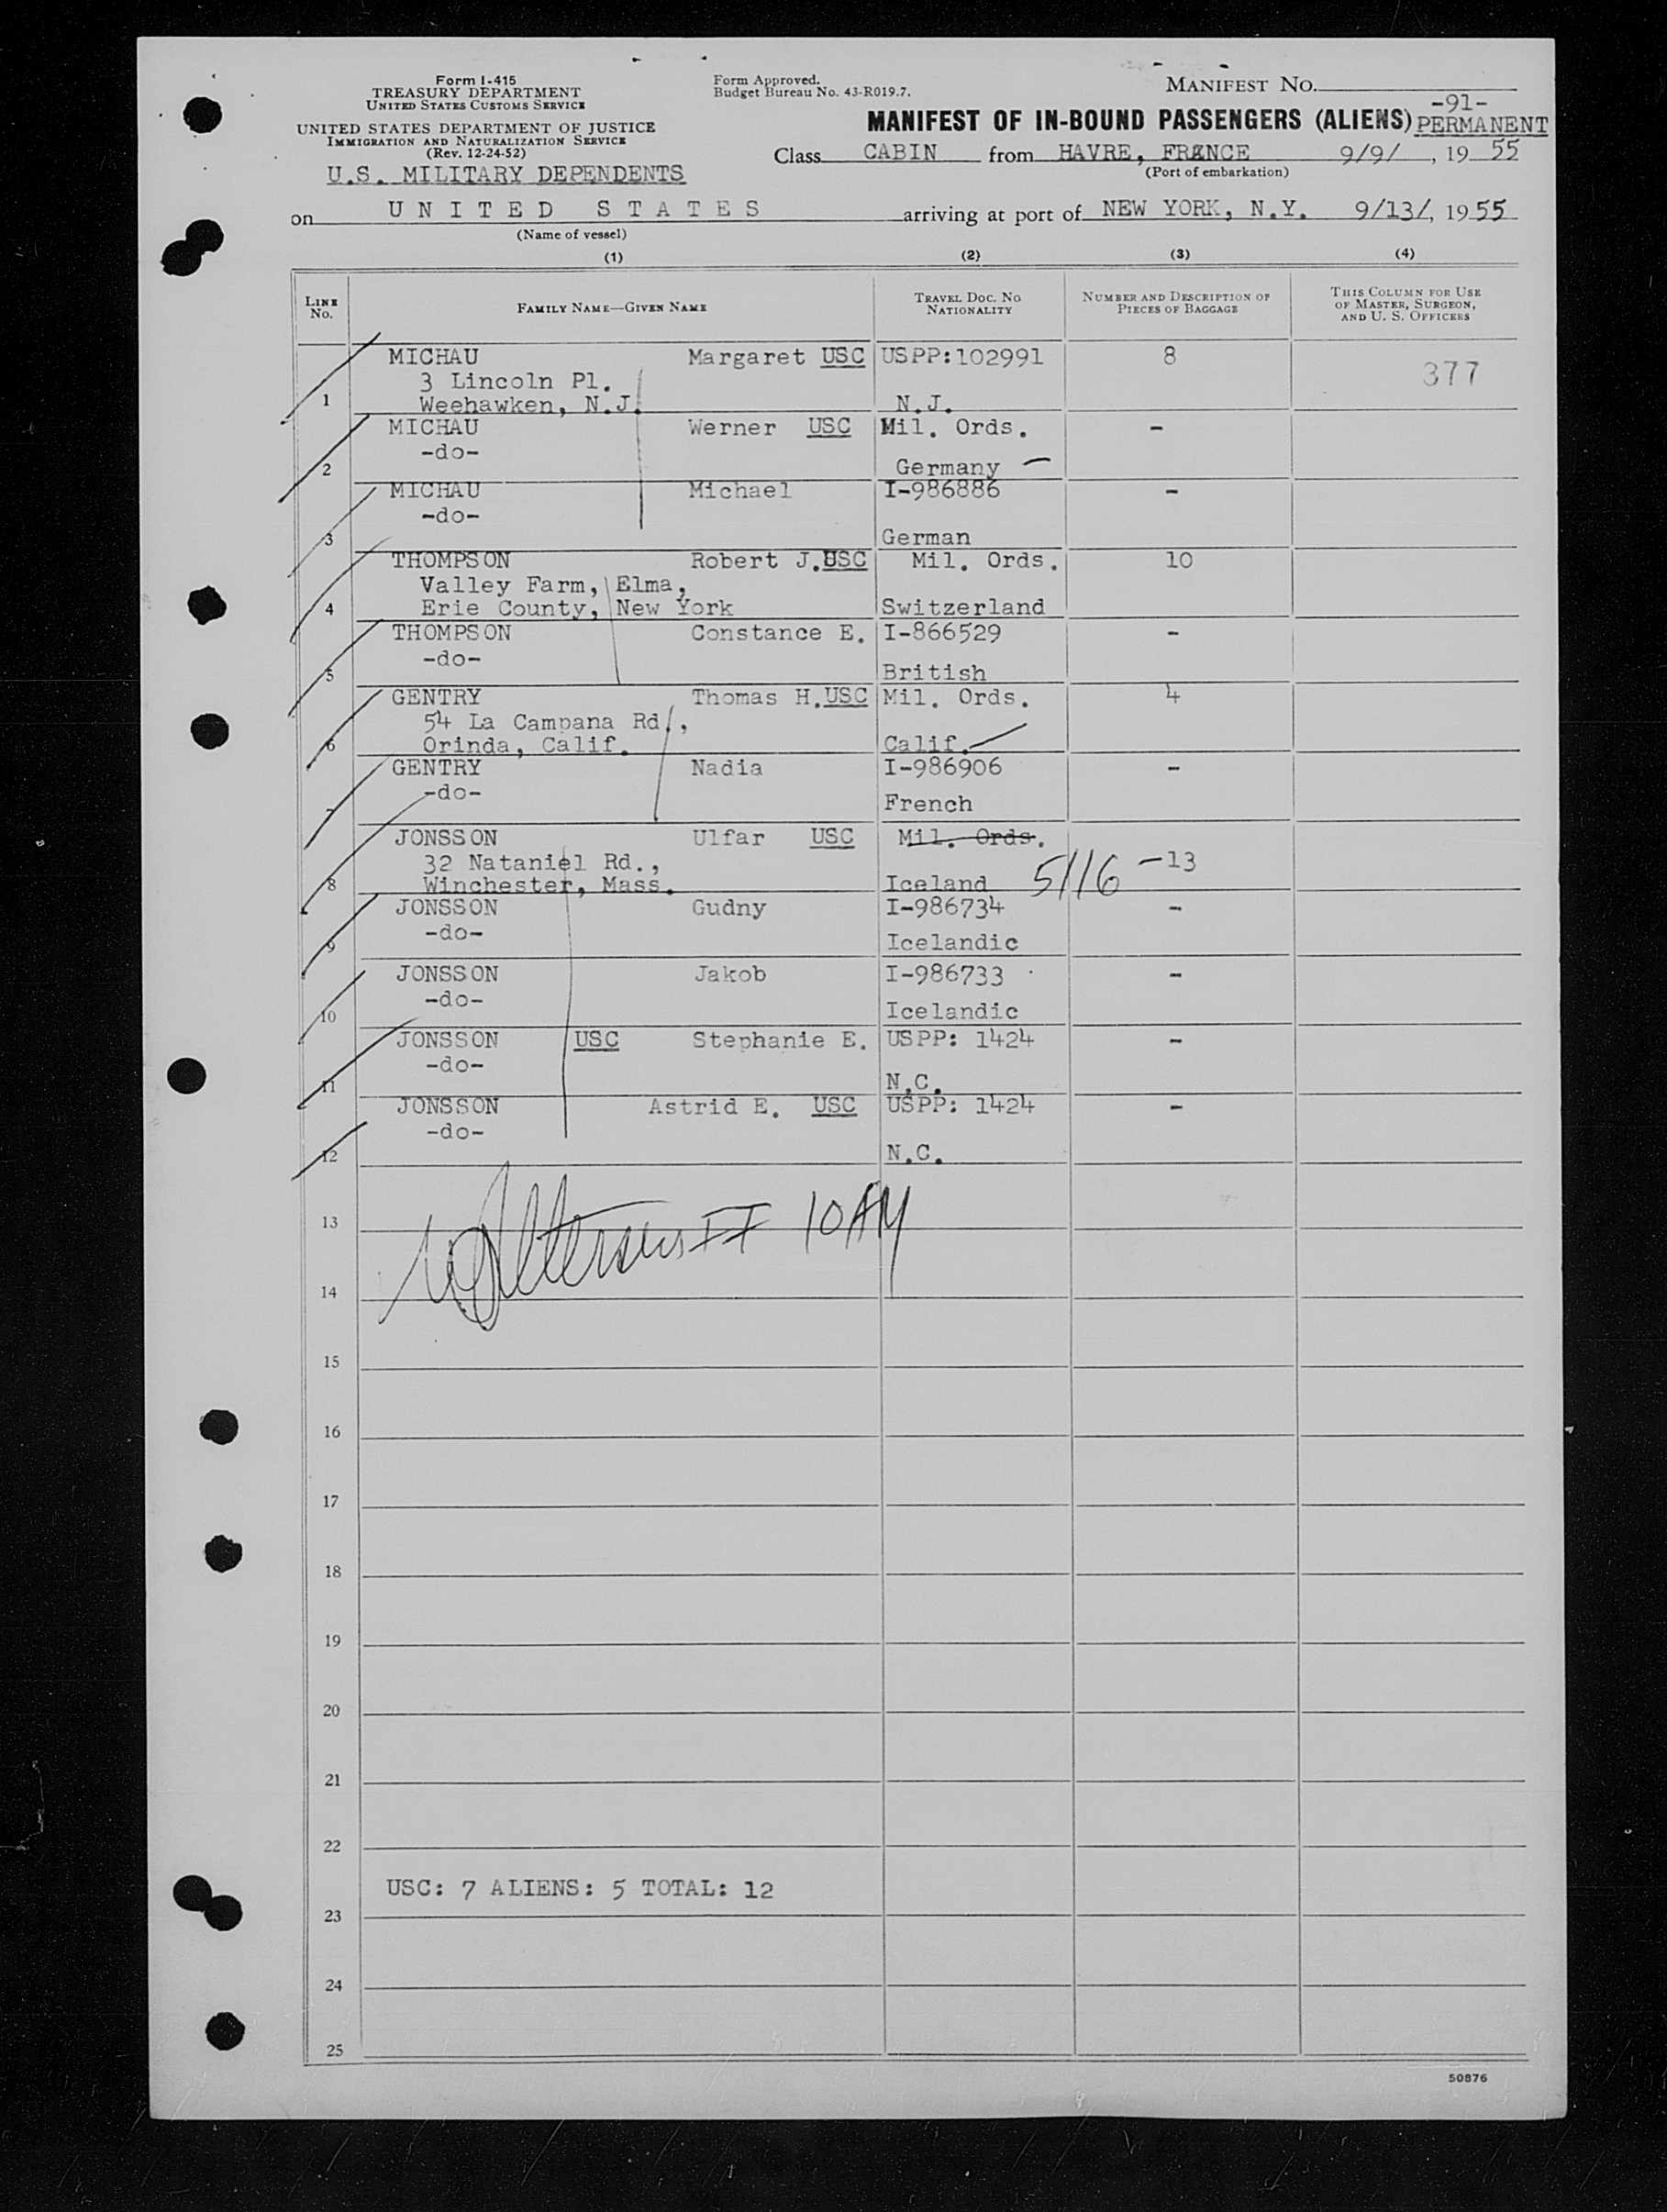 Form I-415
TREASURY DEPARTMENT
UNITED STATES CUSTOMS SERVICE
UNITED STATES DEPARTMENT OF JUSTICE
IMMIGRATION AND NATURALIZATION SERVICE
(Rev. 12-24-52)
U.S. MILITARY DEPENDENTS
Form Approved.
Budget Bureau No. 43-R019.7.
MANIFEST No.
-91-
MANIFEST OF IN-BOUND PASSENGERS (ALIENS) PERMANENT
Class CABIN from HAVRE, FRANCE 9/9/, 1955
(Port of embarkation)
on UNITED STATES arriving at port of NEW YORK, N.Y. 9/13/, 1955
(Name of vessel)
(1) (2) (3) (4)
LINE No. FAMILY NAME—GIVEN NAME TRAVEL DOC. NO NATIONALITY NUMBER AND DESCRIPTION OF PIECES OF BAGGAGE THIS COLUMN FOR USE OF MASTER, SURGEON, AND U. S. OFFICERS
MICHAU Margaret USC USPP:102991 8 377
3 Lincoln Pl.
1 Weehawken, N.J. N.J.
MICHAU Werner USC Mil. Ords. -
-do-
2 Germany
MICHAU Michael I-986886 -
-do-
3 German
THOMPSON Robert J. USC Mil. Ords. 10
Valley Farm, Elma,
4 Erie County, New York Switzerland
THOMPSON Constance E. I-866529 -
-do-
5 British
GENTRY Thomas H. USC Mil. Ords. 4
54 La Campana Rd.,
6 Orinda, Calif. Calif.
GENTRY Nadia I-986906 -
-do-
7 French
JONSSON Ulfar USC Mil. Ords.
32 Nataniel Rd., 5116 -13
8 Winchester, Mass. Iceland
JONSSON Gudny I-986734 -
-do-
9 Icelandic
JONSSON Jakob I-986733 -
-do-
10 Icelandic
JONSSON USC Stephanie E. USPP: 1424 -
-do-
11 N.C.
JONSSON Astrid E. USC USPP: 1424 -
-do-
12 N.C.
13 II 10 AM
14
15
16
17
18
19
20
21
22
USC: 7 ALIENS: 5 TOTAL: 12
23
24
25
50876